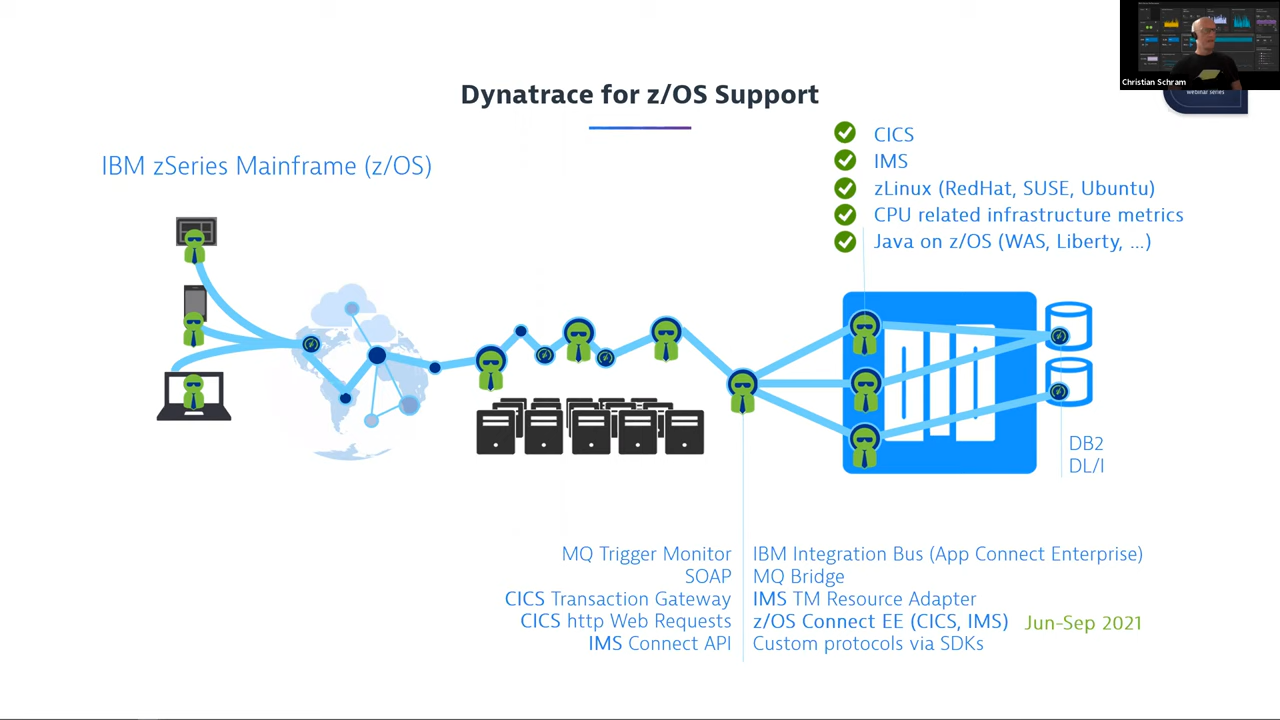 Christian Schram
webinar series
Dynatrace for z/OS Support
IBM zSeries Mainframe (z/OS)
CICS
IMS
zLinux (RedHat, SUSE, Ubuntu)
CPU related infrastructure metrics
Java on z/OS (WAS, Liberty, ...)
DB2
DL/I
MQ Trigger Monitor
SOAP
CICS Transaction Gateway
CICS http Web Requests
IMS Connect API
IBM Integration Bus (App Connect Enterprise)
MQ Bridge
IMS TM Resource Adapter
z/OS Connect EE (CICS, IMS) Jun-Sep 2021
Custom protocols via SDKs